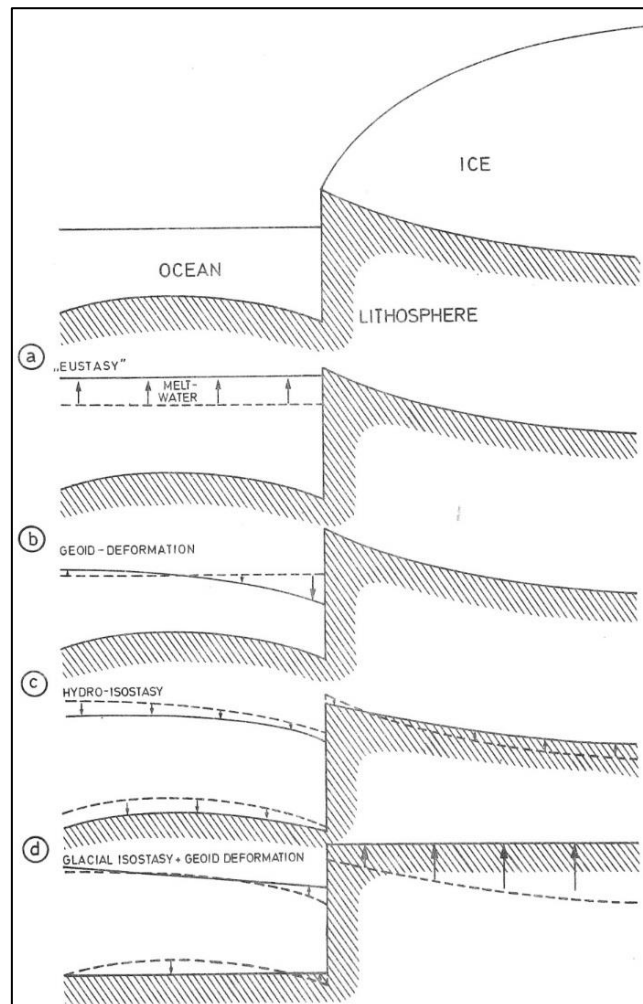 ICE
OCEAN
LITHOSPHERE
a
„EUSTASY”
MELT-
WATER
b
GEOID-DEFORMATION
c
HYDRO-ISOSTASY
d
GLACIAL ISOSTASY + GEOID DEFORMATION